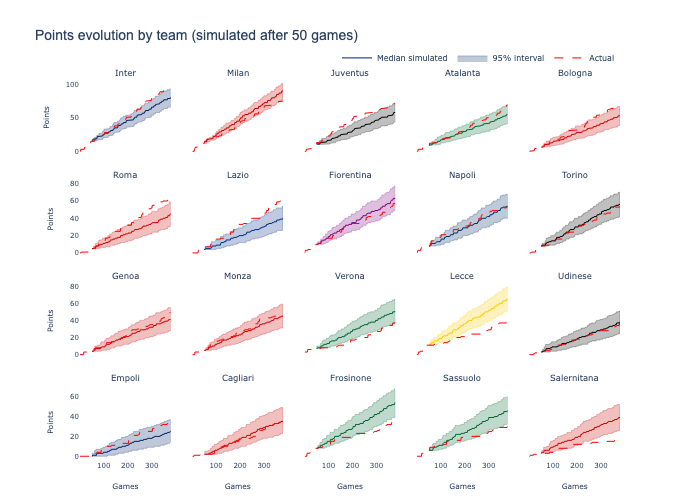 Points evolution by team (simulated after 50 games)
Median simulated 95% interval Actual
Inter Milan Juventus Atalanta Bologna
100
50
0
Points
Roma Lazio Fiorentina Napoli Torino
80
60
40
20
0
Points
Genoa Monza Verona Lecce Udinese
80
60
40
20
0
Points
Empoli Cagliari Frosinone Sassuolo Salernitana
60
40
20
0
Points
100 200 300 100 200 300 100 200 300 100 200 300 100 200 300
Games Games Games Games Games